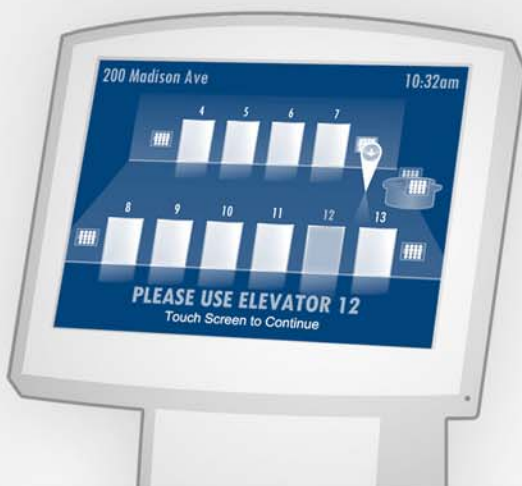 200 Madison Ave
10:32am
4 5 6 7
8 9 10 11 12 13
PLEASE USE ELEVATOR 12
Touch Screen to Continue